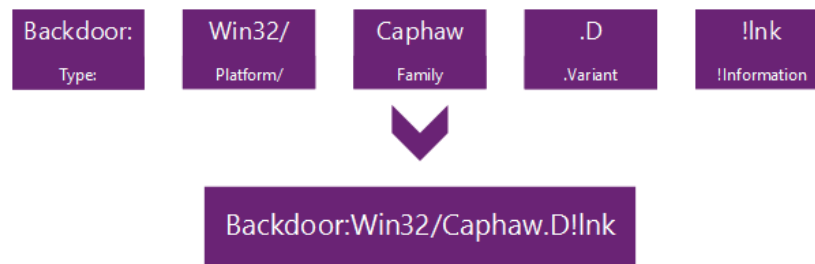 Backdoor: Win32/ Caphaw .D !lnk
Type: Platform/ Family .Variant !Information
Backdoor:Win32/Caphaw.D!lnk